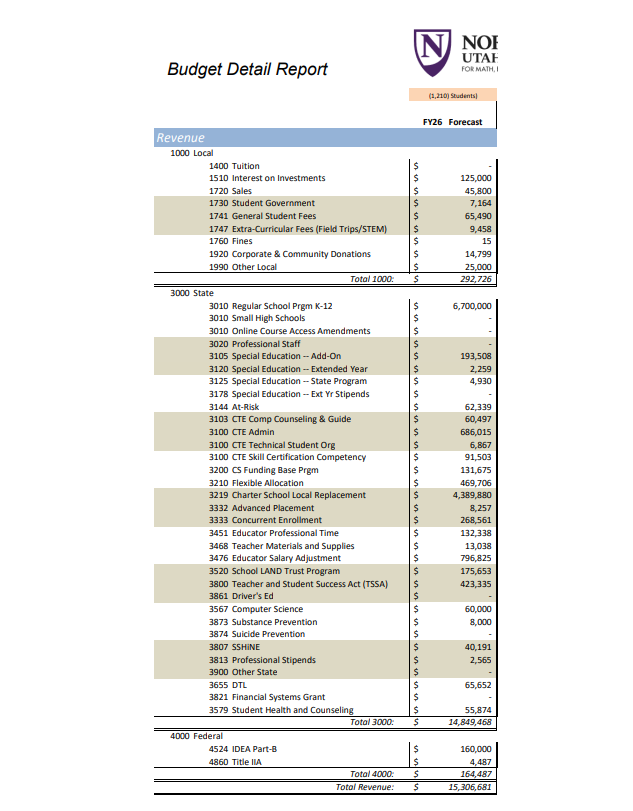 NOR
UTAH
FOR MATH, 
Budget Detail Report
(1,210) Students)
FY26 Forecast
Revenue
1000 Local
1400 Tuition $ -
1510 Interest on Investments $ 125,000
1720 Sales $ 45,800
1730 Student Government $ 7,164
1741 General Student Fees $ 65,490
1747 Extra-Curricular Fees (Field Trips/STEM) $ 9,458
1760 Fines $ 15
1920 Corporate & Community Donations $ 14,799
1990 Other Local $ 25,000
Total 1000: $ 292,726
3000 State
3010 Regular School Prgm K-12 $ 6,700,000
3010 Small High Schools $ -
3010 Online Course Access Amendments $ -
3020 Professional Staff $ -
3105 Special Education -- Add-On $ 193,508
3120 Special Education -- Extended Year $ 2,259
3125 Special Education -- State Program $ 4,930
3178 Special Education -- Ext Yr Stipends $ -
3144 At-Risk $ 62,339
3103 CTE Comp Counseling & Guide $ 60,497
3100 CTE Admin $ 686,015
3100 CTE Technical Student Org $ 6,867
3100 CTE Skill Certification Competency $ 91,503
3200 CS Funding Base Prgm $ 131,675
3210 Flexible Allocation $ 469,706
3219 Charter School Local Replacement $ 4,389,880
3332 Advanced Placement $ 8,257
3333 Concurrent Enrollment $ 268,561
3451 Educator Professional Time $ 132,338
3468 Teacher Materials and Supplies $ 13,038
3476 Educator Salary Adjustment $ 796,825
3520 School LAND Trust Program $ 175,653
3800 Teacher and Student Success Act (TSSA) $ 423,335
3861 Driver's Ed $ -
3567 Computer Science $ 60,000
3873 Substance Prevention $ 8,000
3874 Suicide Prevention $ -
3807 SSHiNE $ 40,191
3813 Professional Stipends $ 2,565
3900 Other State $ -
3655 DTL $ 65,652
3821 Financial Systems Grant $ -
3579 Student Health and Counseling $ 55,874
Total 3000: $ 14,849,468
4000 Federal
4524 IDEA Part-B $ 160,000
4860 Title IIA $ 4,487
Total 4000: $ 164,487
Total Revenue: $ 15,306,681